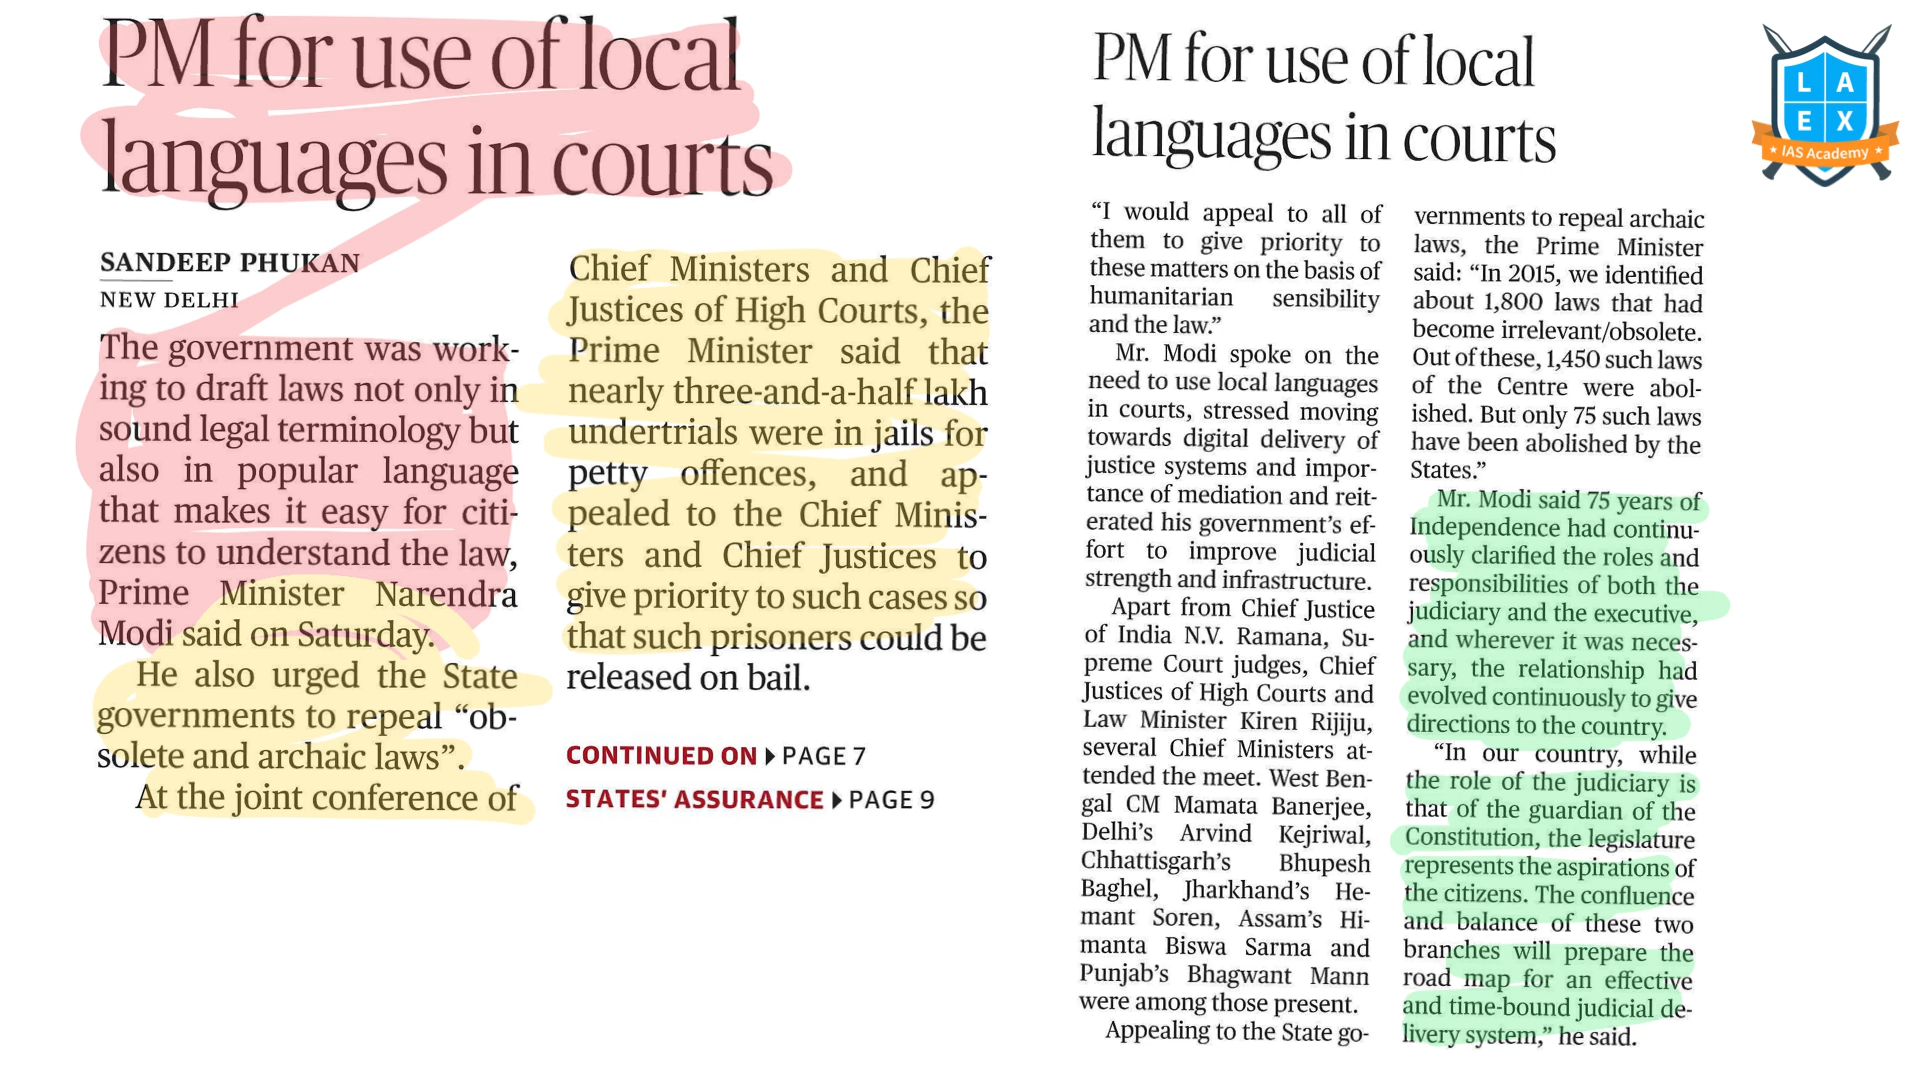 PM for use of local
languages in courts
SANDEEP PHUKAN
NEW DELHI
The government was work-
ing to draft laws not only in
sound legal terminology but
also in popular language
that makes it easy for citi-
zens to understand the law,
Prime Minister Narendra
Modi said on Saturday.
He also urged the State
governments to repeal “ob-
solete and archaic laws”.
At the joint conference of
Chief Ministers and Chief
Justices of High Courts, the
Prime Minister said that
nearly three-and-a-half lakh
undertrials were in jails for
petty offences, and ap-
pealed to the Chief Minis-
ters and Chief Justices to
give priority to such cases so
that such prisoners could be
released on bail.
CONTINUED ON ▸ PAGE 7
STATES’ ASSURANCE ▸ PAGE 9
PM for use of local
languages in courts
“I would appeal to all of
them to give priority to
these matters on the basis of
humanitarian sensibility
and the law.”
Mr. Modi spoke on the
need to use local languages
in courts, stressed moving
towards digital delivery of
justice systems and impor-
tance of mediation and reit-
erated his government’s ef-
fort to improve judicial
strength and infrastructure.
Apart from Chief Justice
of India N.V. Ramana, Su-
preme Court judges, Chief
Justices of High Courts and
Law Minister Kiren Rijiju,
several Chief Ministers at-
tended the meet. West Ben-
gal CM Mamata Banerjee,
Delhi’s Arvind Kejriwal,
Chhattisgarh’s Bhupesh
Baghel, Jharkhand’s He-
mant Soren, Assam’s Hi-
manta Biswa Sarma and
Punjab’s Bhagwant Mann
were among those present.
Appealing to the State go-
vernments to repeal archaic
laws, the Prime Minister
said: “In 2015, we identified
about 1,800 laws that had
become irrelevant/obsolete.
Out of these, 1,450 such laws
of the Centre were abol-
ished. But only 75 such laws
have been abolished by the
States.”
Mr. Modi said 75 years of
Independence had continu-
ously clarified the roles and
responsibilities of both the
judiciary and the executive,
and wherever it was neces-
sary, the relationship had
evolved continuously to give
directions to the country.
“In our country, while
the role of the judiciary is
that of the guardian of the
Constitution, the legislature
represents the aspirations of
the citizens. The confluence
and balance of these two
branches will prepare the
road map for an effective
and time-bound judicial de-
livery system,” he said.
L A
E X
IAS Academy